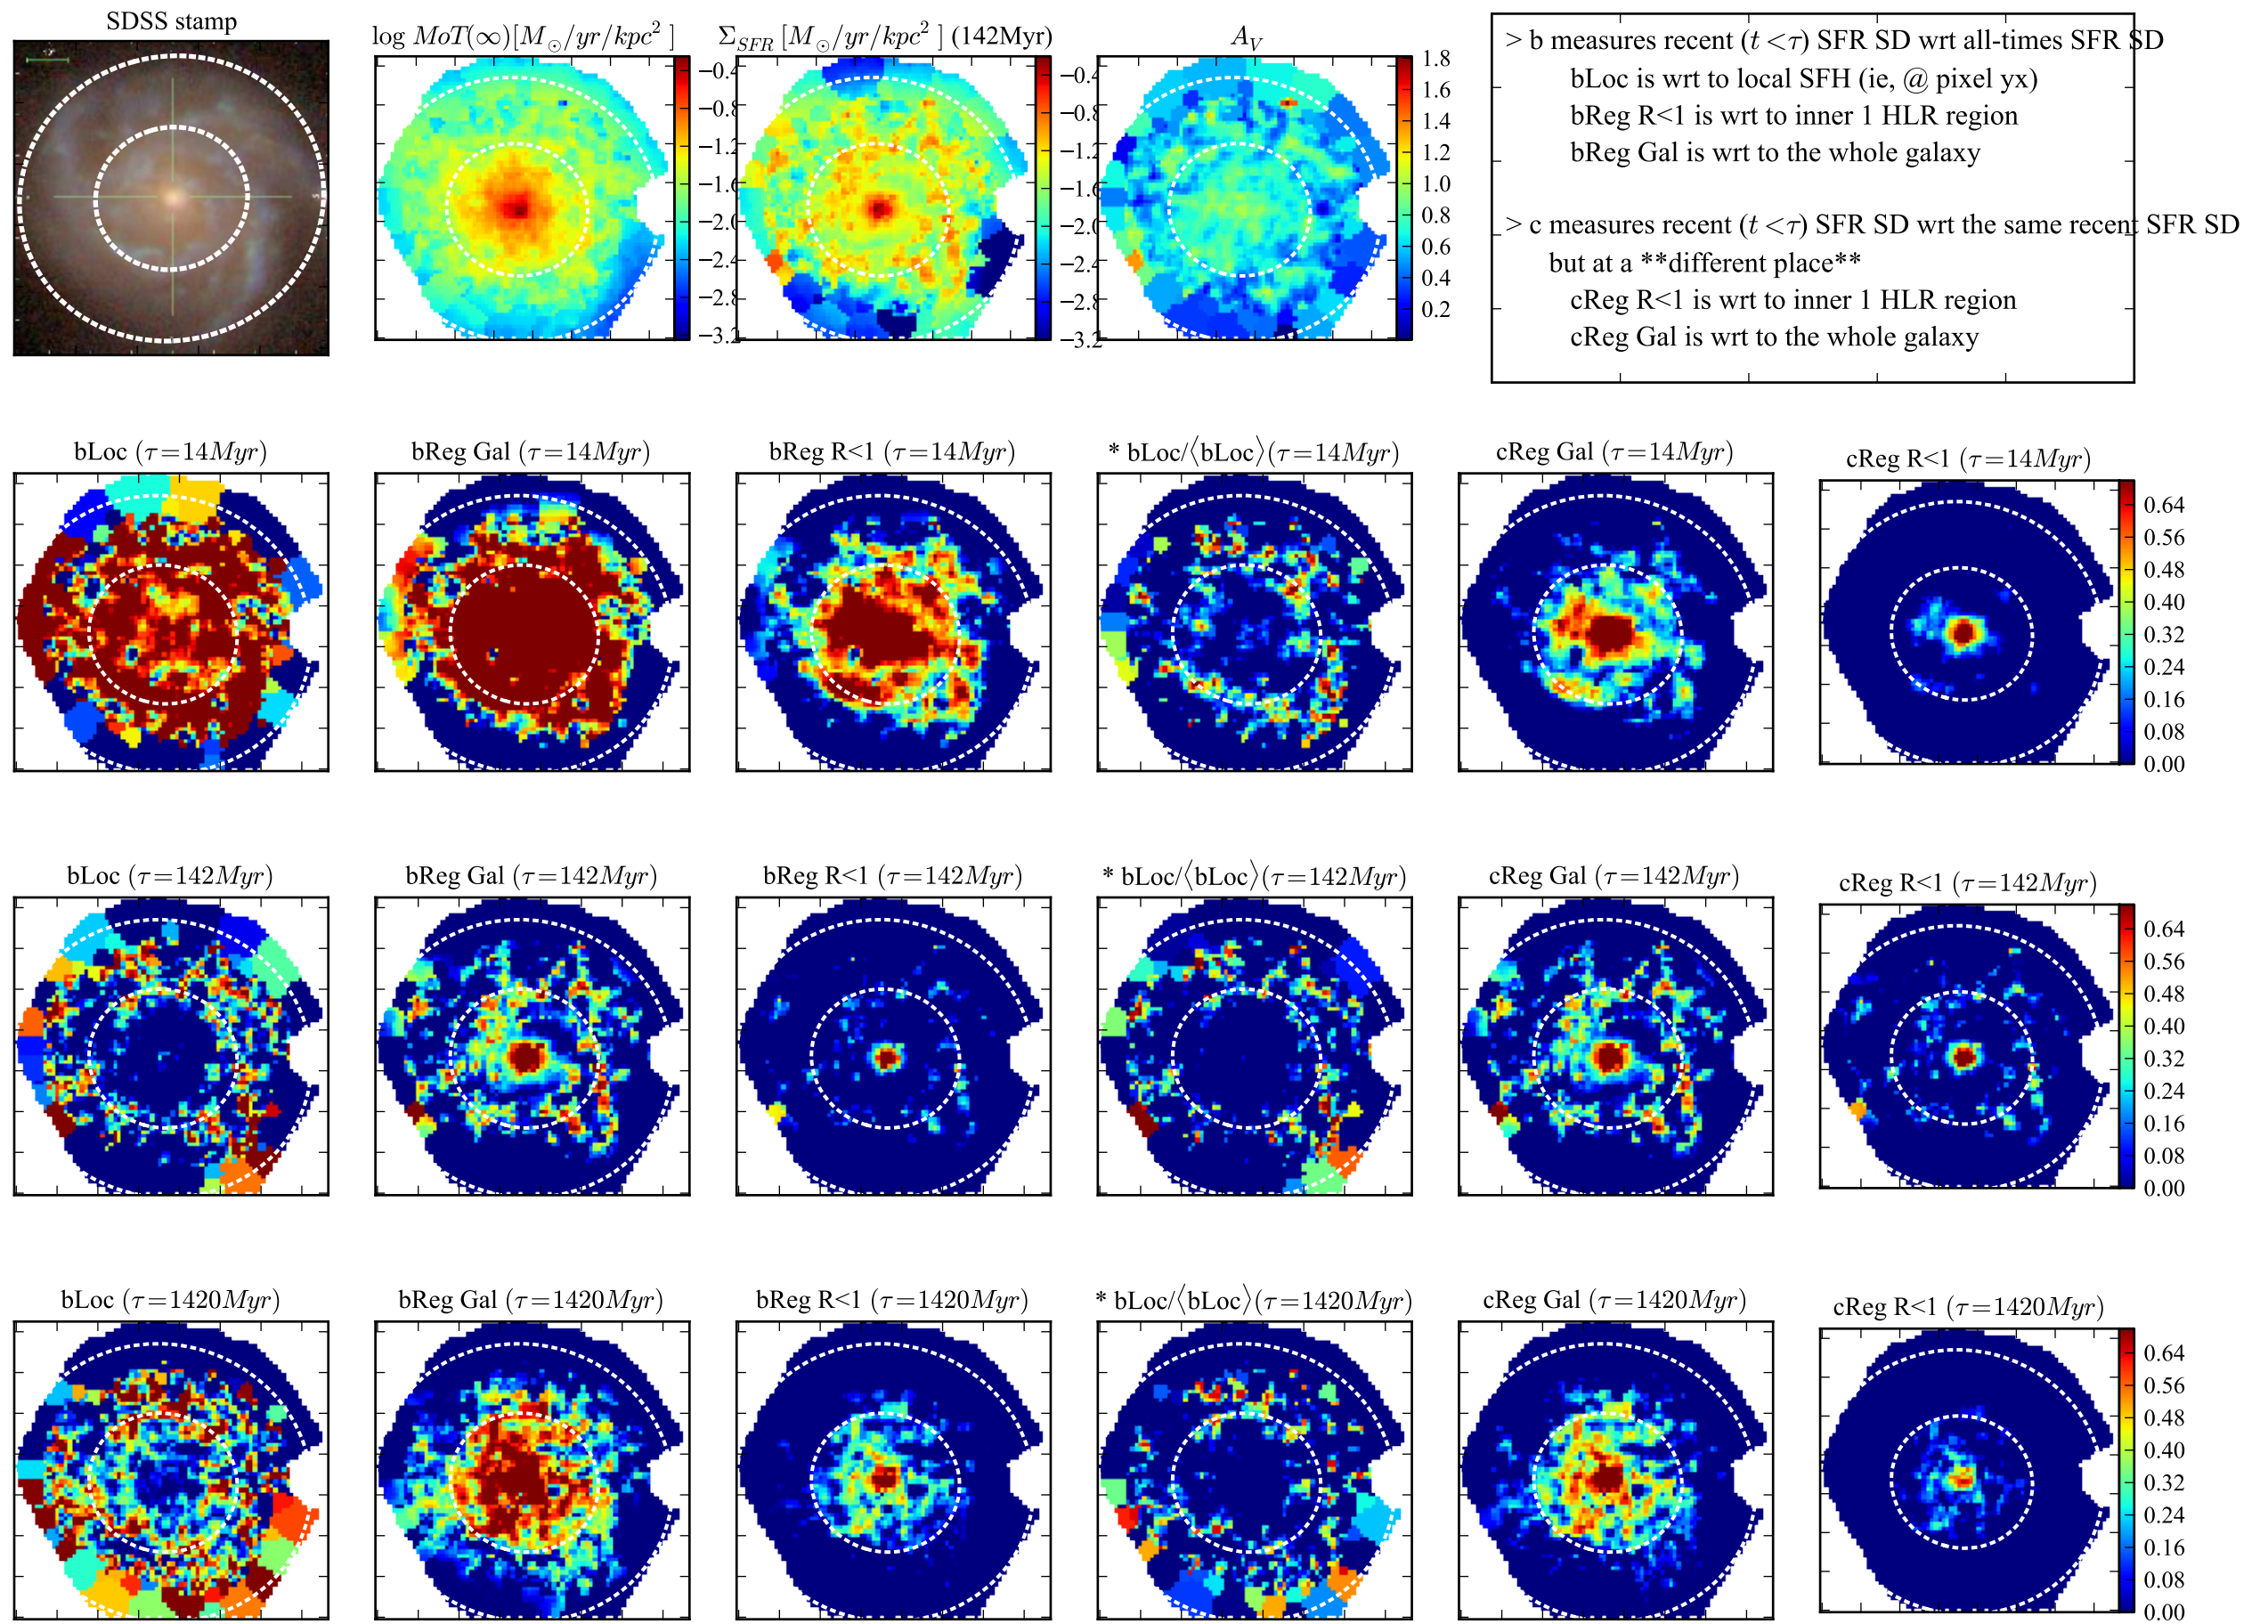 SDSS stamp
log MoT(∞)[M⊙/yr/kpc² ]
Σ_SFR [M⊙/yr/kpc² ] (142Myr)
A_V
−0.4
−0.8
−1.2
−1.6
−2.0
−2.4
−2.8
−3.2
−0.4
−0.8
−1.2
−1.6
−2.0
−2.4
−2.8
−3.2
1.8
1.6
1.4
1.2
1.0
0.8
0.6
0.4
0.2
> b measures recent (t <τ) SFR SD wrt all-times SFR SD
bLoc is wrt to local SFH (ie, @ pixel yx)
bReg R<1 is wrt to inner 1 HLR region
bReg Gal is wrt to the whole galaxy
> c measures recent (t <τ) SFR SD wrt the same recent SFR SD
but at a **different place**
cReg R<1 is wrt to inner 1 HLR region
cReg Gal is wrt to the whole galaxy
bLoc (τ=14Myr)
bReg Gal (τ=14Myr)
bReg R<1 (τ=14Myr)
* bLoc/⟨bLoc⟩(τ=14Myr)
cReg Gal (τ=14Myr)
cReg R<1 (τ=14Myr)
0.64
0.56
0.48
0.40
0.32
0.24
0.16
0.08
0.00
bLoc (τ=142Myr)
bReg Gal (τ=142Myr)
bReg R<1 (τ=142Myr)
* bLoc/⟨bLoc⟩(τ=142Myr)
cReg Gal (τ=142Myr)
cReg R<1 (τ=142Myr)
0.64
0.56
0.48
0.40
0.32
0.24
0.16
0.08
0.00
bLoc (τ=1420Myr)
bReg Gal (τ=1420Myr)
bReg R<1 (τ=1420Myr)
* bLoc/⟨bLoc⟩(τ=1420Myr)
cReg Gal (τ=1420Myr)
cReg R<1 (τ=1420Myr)
0.64
0.56
0.48
0.40
0.32
0.24
0.16
0.08
0.00